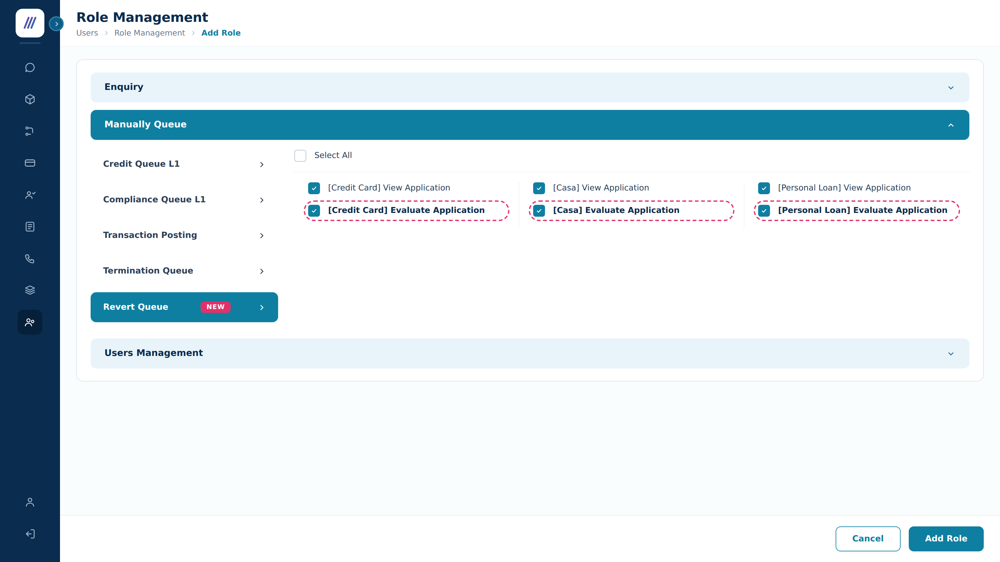 Role Management
Users
Role Management
Add Role
Enquiry
Manually Queue
Credit Queue L1
Compliance Queue L1
Transaction Posting
Termination Queue
Revert Queue
NEW
Select All
[Credit Card] View Application
[Credit Card] Evaluate Application
[Casa] View Application
[Casa] Evaluate Application
[Personal Loan] View Application
[Personal Loan] Evaluate Application
Users Management
Cancel
Add Role